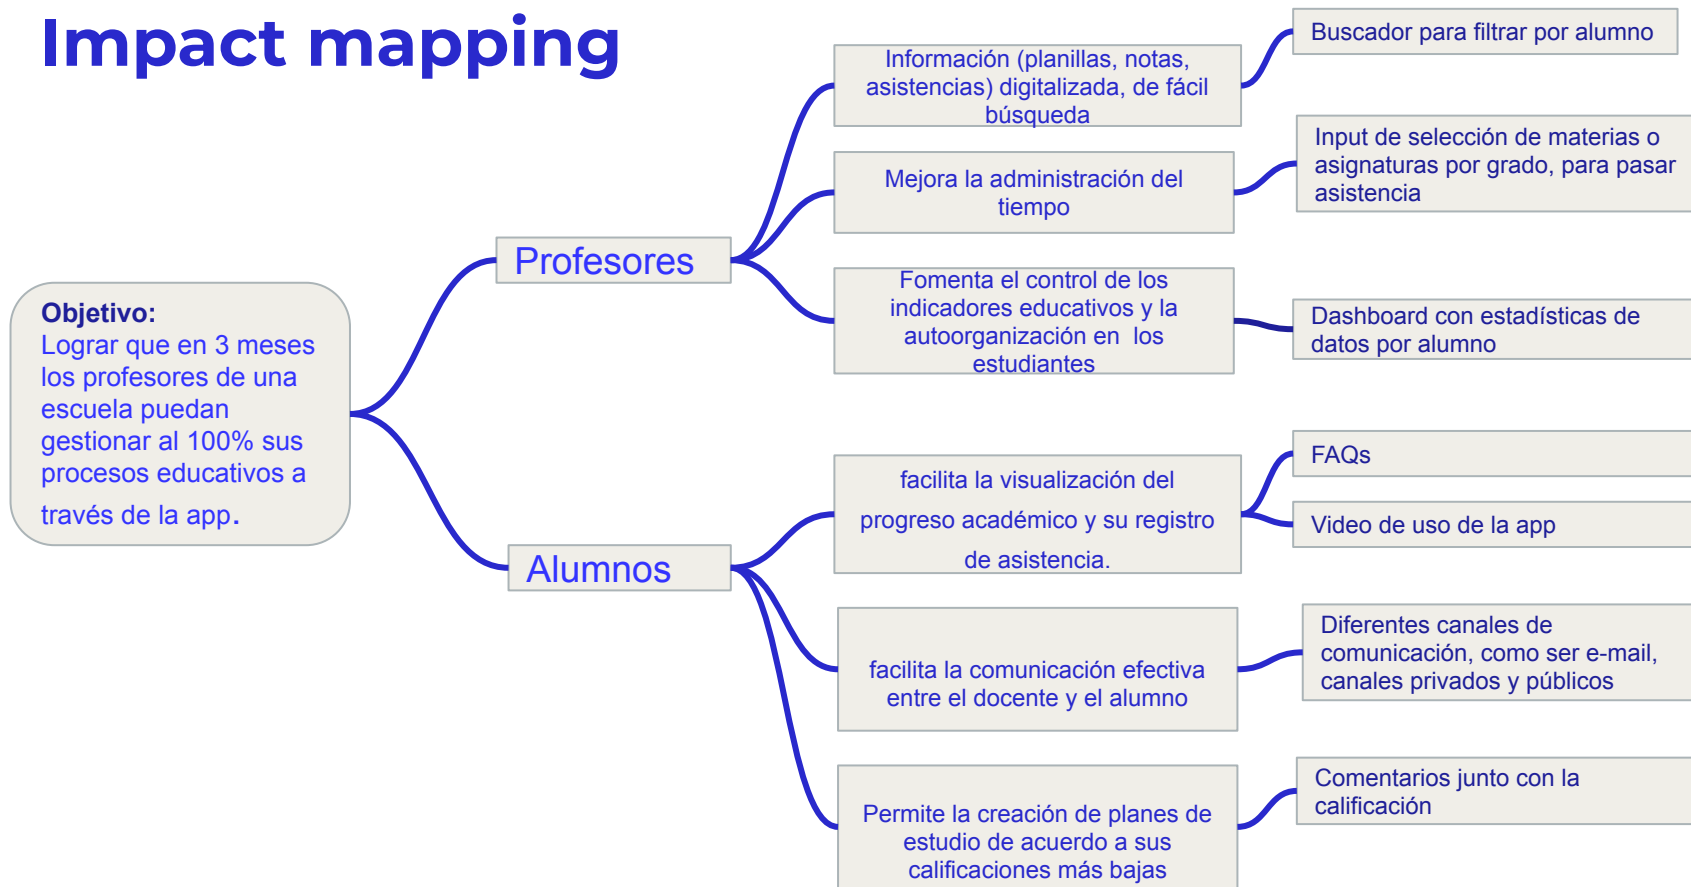 Impact mapping
Objetivo:
Lograr que en 3 meses
los profesores de una
escuela puedan
gestionar al 100% sus
procesos educativos a
través de la app.
Profesores
Información (planillas, notas,
asistencias) digitalizada, de fácil
búsqueda
Buscador para filtrar por alumno
Mejora la administración del
tiempo
Input de selección de materias o
asignaturas por grado, para pasar
asistencia
Fomenta el control de los
indicadores educativos y la
autoorganización en los
estudiantes
Dashboard con estadísticas de
datos por alumno
Alumnos
facilita la visualización del
progreso académico y su registro
de asistencia.
FAQs
Video de uso de la app
facilita la comunicación efectiva
entre el docente y el alumno
Diferentes canales de
comunicación, como ser e-mail,
canales privados y públicos
Permite la creación de planes de
estudio de acuerdo a sus
calificaciones más bajas
Comentarios junto con la
calificación